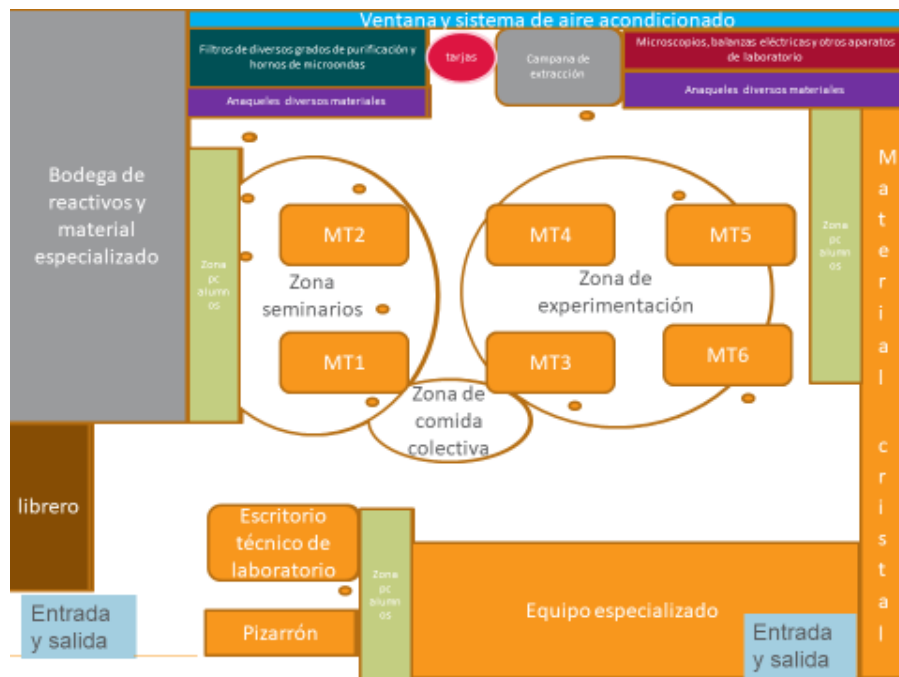 Ventana y sistema de aire acondicionado
Filtros de diversos grados de purificación y
hornos de microondas
tarjas
Campana de
extracción
Microscopios, balanzas eléctricas y otros aparatos
de laboratorio
Anaqueles diversos materiales
Anaqueles diversos materiales
Bodega de
reactivos y
material
especializado
Zona
pc
alumn
os
MT2
Zona
seminarios
MT1
MT4
MT5
Zona de
experimentación
MT3
MT6
Zona
pc
alumn
os
M
a
t
e
r
i
a
l
c
r
i
s
t
a
l
Zona de
comida
colectiva
librero
Escritorio
técnico de
laboratorio
Zona
pc
alumn
os
Equipo especializado
Entrada
y salida
Pizarrón
Entrada
y salida